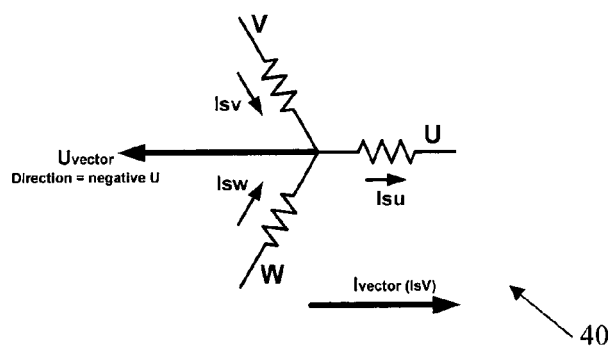 V
Isv
U
Uvector
Direction = negative U
Isw
Isu
W
Ivector (IsV)
40